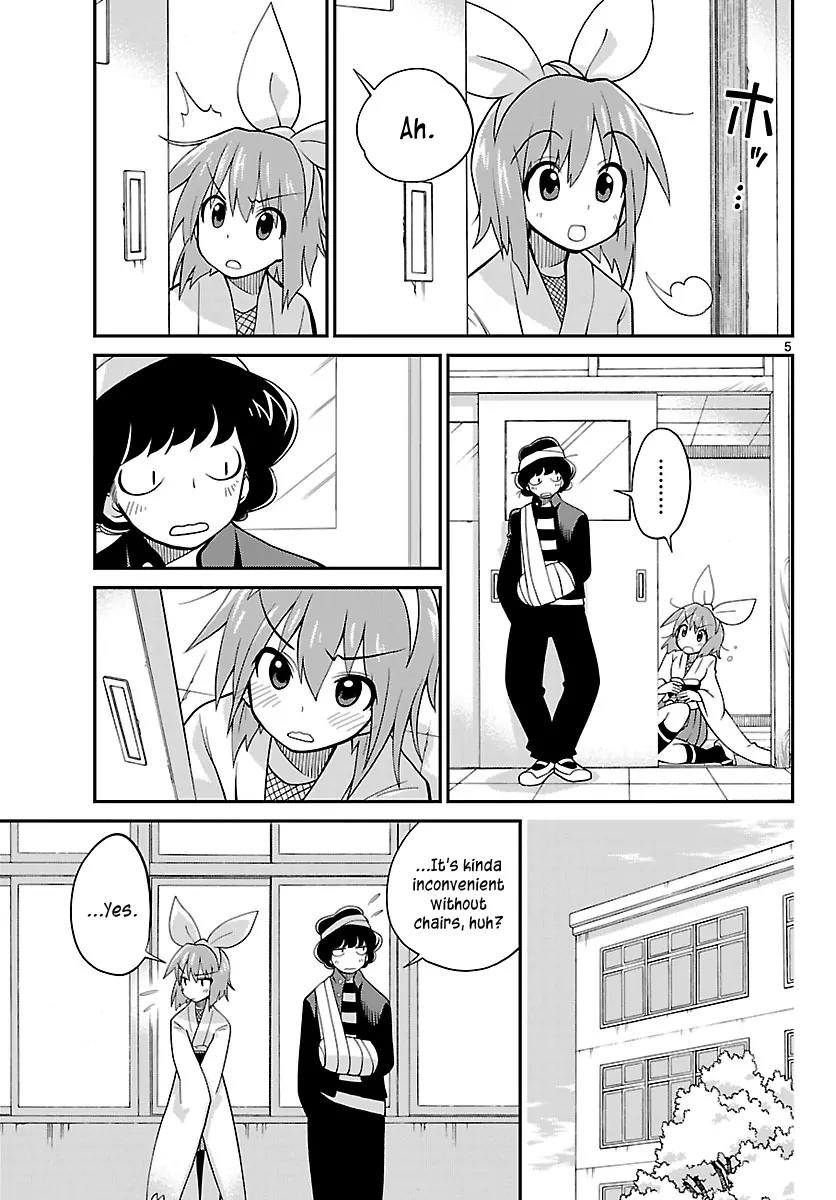 ホッ…
Ah.
5
………
...It's kinda
inconvenient
without
chairs, huh?
...Yes.